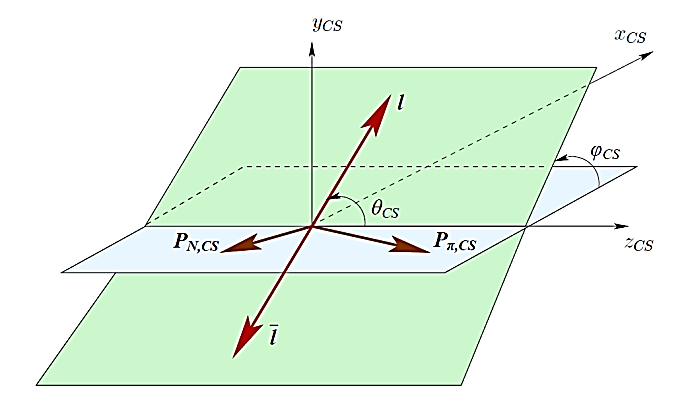 y_CS
x_CS
l
φ_CS
θ_CS
P_N,CS
P_π,CS
z_CS
l̄